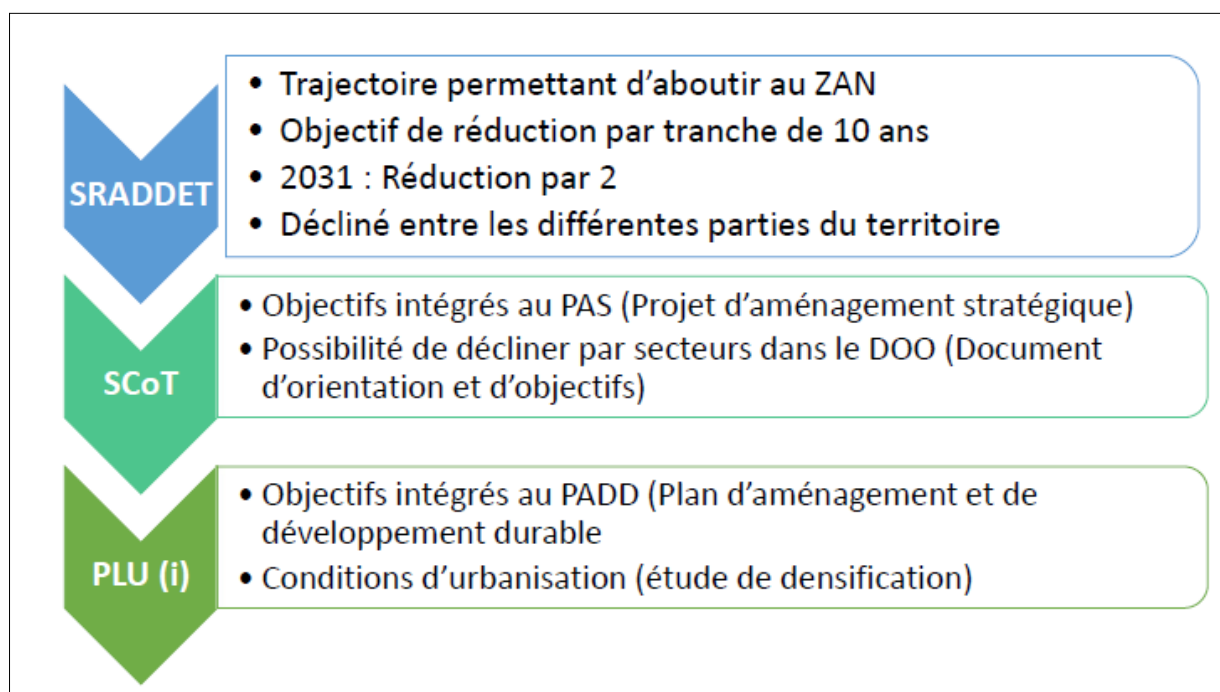 SRADDET
• Trajectoire permettant d'aboutir au ZAN
• Objectif de réduction par tranche de 10 ans
• 2031 : Réduction par 2
• Décliné entre les différentes parties du territoire
SCoT
• Objectifs intégrés au PAS (Projet d'aménagement stratégique)
• Possibilité de décliner par secteurs dans le DOO (Document
d'orientation et d'objectifs)
PLU (i)
• Objectifs intégrés au PADD (Plan d'aménagement et de
développement durable
• Conditions d'urbanisation (étude de densification)